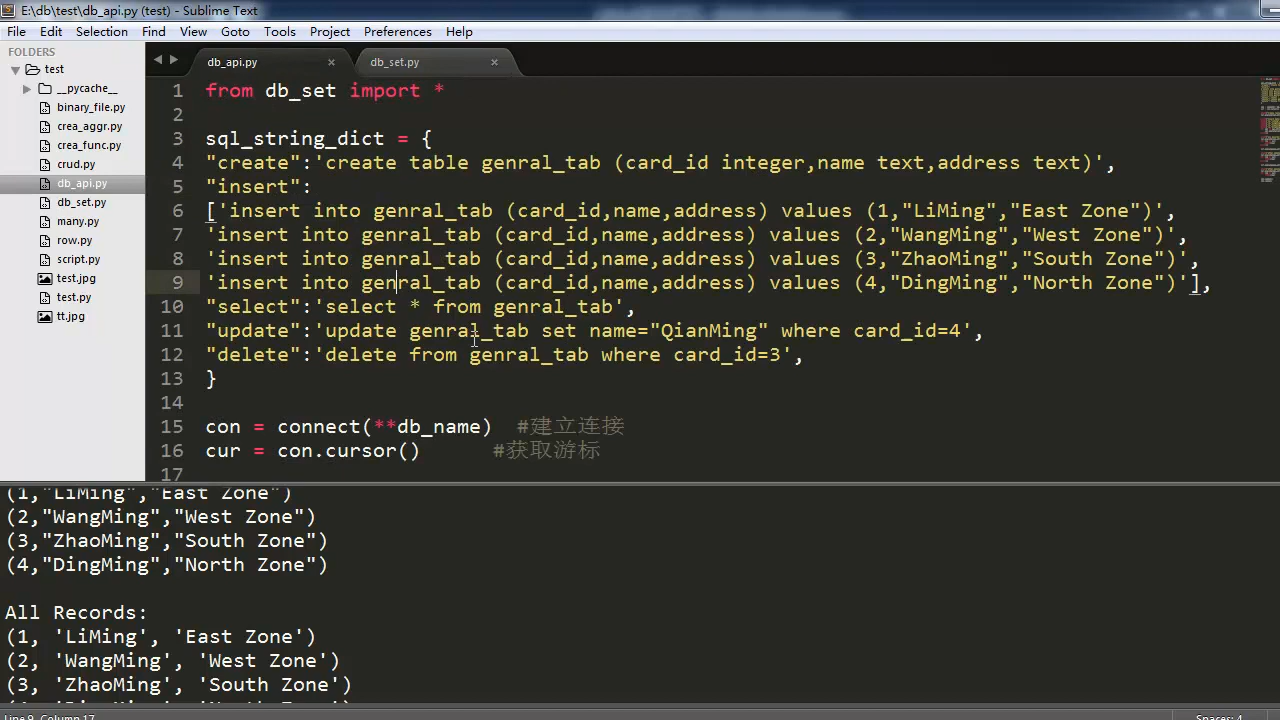 E:\db\test\db_api.py (test) - Sublime Text
File Edit Selection Find View Goto Tools Project Preferences Help
FOLDERS
test
__pycache__
binary_file.py
crea_aggr.py
crea_func.py
crud.py
db_api.py
db_set.py
many.py
row.py
script.py
test.jpg
test.py
tt.jpg
db_api.py × db_set.py ×
1 from db_set import *
2
3 sql_string_dict = {
4 "create":'create table genral_tab (card_id integer,name text,address text)',
5 "insert":
6 ['insert into genral_tab (card_id,name,address) values (1,"LiMing","East Zone")',
7 'insert into genral_tab (card_id,name,address) values (2,"WangMing","West Zone")',
8 'insert into genral_tab (card_id,name,address) values (3,"ZhaoMing","South Zone")',
9 'insert into genral_tab (card_id,name,address) values (4,"DingMing","North Zone")'],
10 "select":'select * from genral_tab',
11 "update":'update genral_tab set name="QianMing" where card_id=4',
12 "delete":'delete from genral_tab where card_id=3',
13 }
14
15 con = connect(**db_name) #建立连接
16 cur = con.cursor() #获取游标
17
(1,"LiMing","East Zone")
(2,"WangMing","West Zone")
(3,"ZhaoMing","South Zone")
(4,"DingMing","North Zone")
All Records:
(1, 'LiMing', 'East Zone')
(2, 'WangMing', 'West Zone')
(3, 'ZhaoMing', 'South Zone')
Line 9, Column 17 Spaces: 4